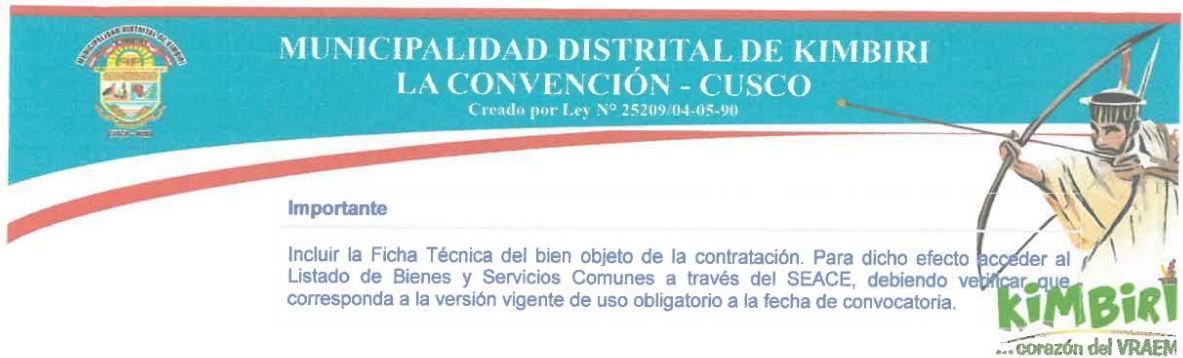 MUNICIPALIDAD DISTRITAL DE KIMBIRI
LA CONVENCIÓN - CUSCO
Creado por Ley Nº 25209/04-05-90
Importante
Incluir la Ficha Técnica del bien objeto de la contratación. Para dicho efecto acceder al
Listado de Bienes y Servicios Comunes a través del SEACE, debiendo verificar que
corresponda a la versión vigente de uso obligatorio a la fecha de convocatoria.
KiMBiRi
...corazón del VRAEM